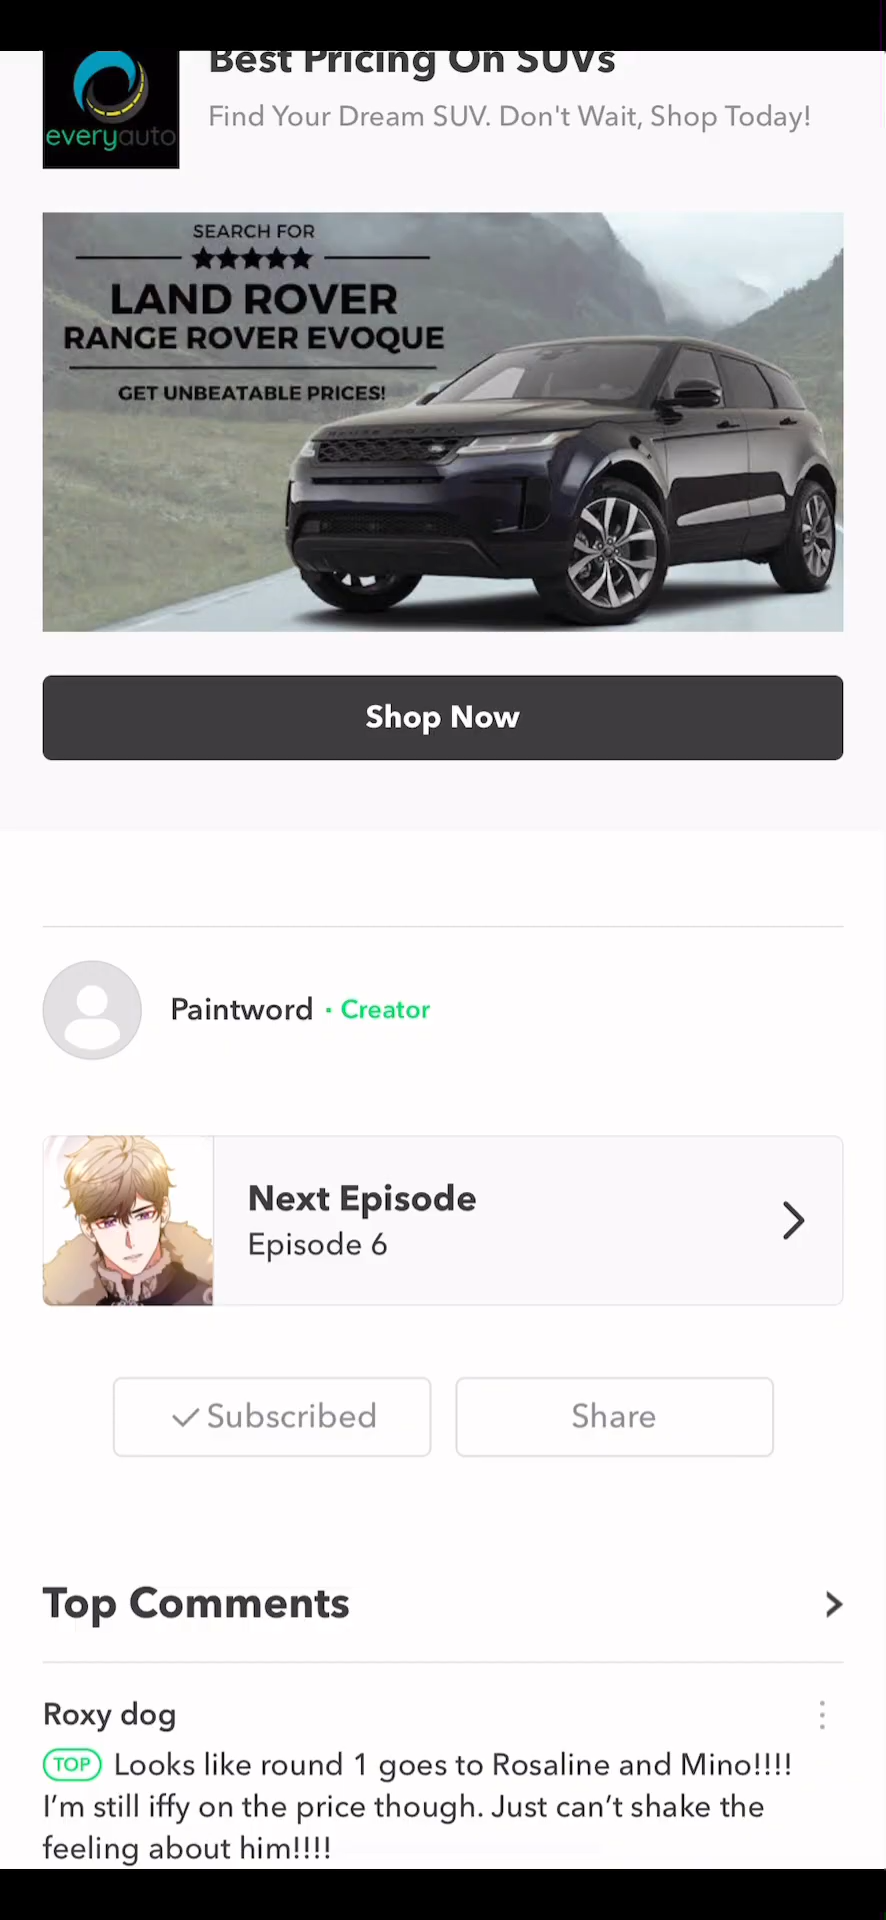 Best Pricing On SUVs
Find Your Dream SUV. Don't Wait, Shop Today!
everyauto
SEARCH FOR
LAND ROVER
RANGE ROVER EVOQUE
GET UNBEATABLE PRICES!
Shop Now
Paintword · Creator
Next Episode
Episode 6
Subscribed
Share
Top Comments
Roxy dog
TOP Looks like round 1 goes to Rosaline and Mino!!!!
I’m still iffy on the price though. Just can’t shake the
feeling about him!!!!